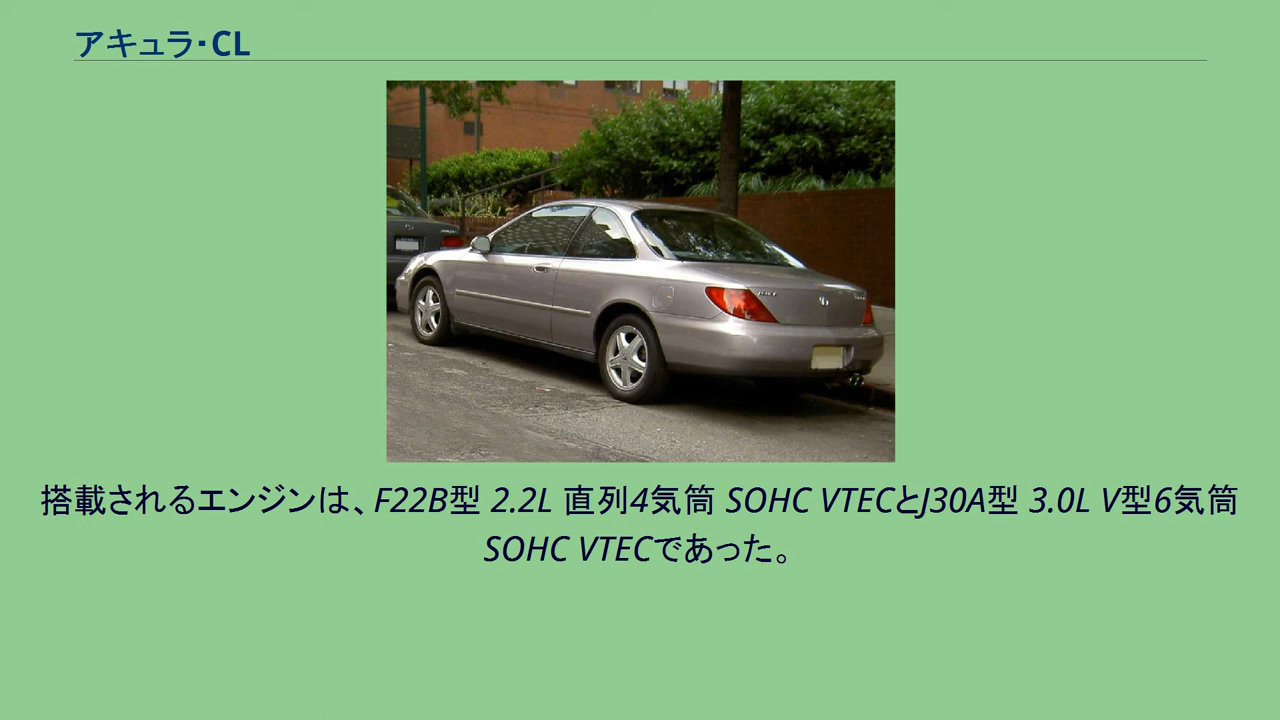 アキュラ・CL
搭載されるエンジンは、F22B型 2.2L 直列4気筒 SOHC VTECとJ30A型 3.0L V型6気筒
SOHC VTECであった。